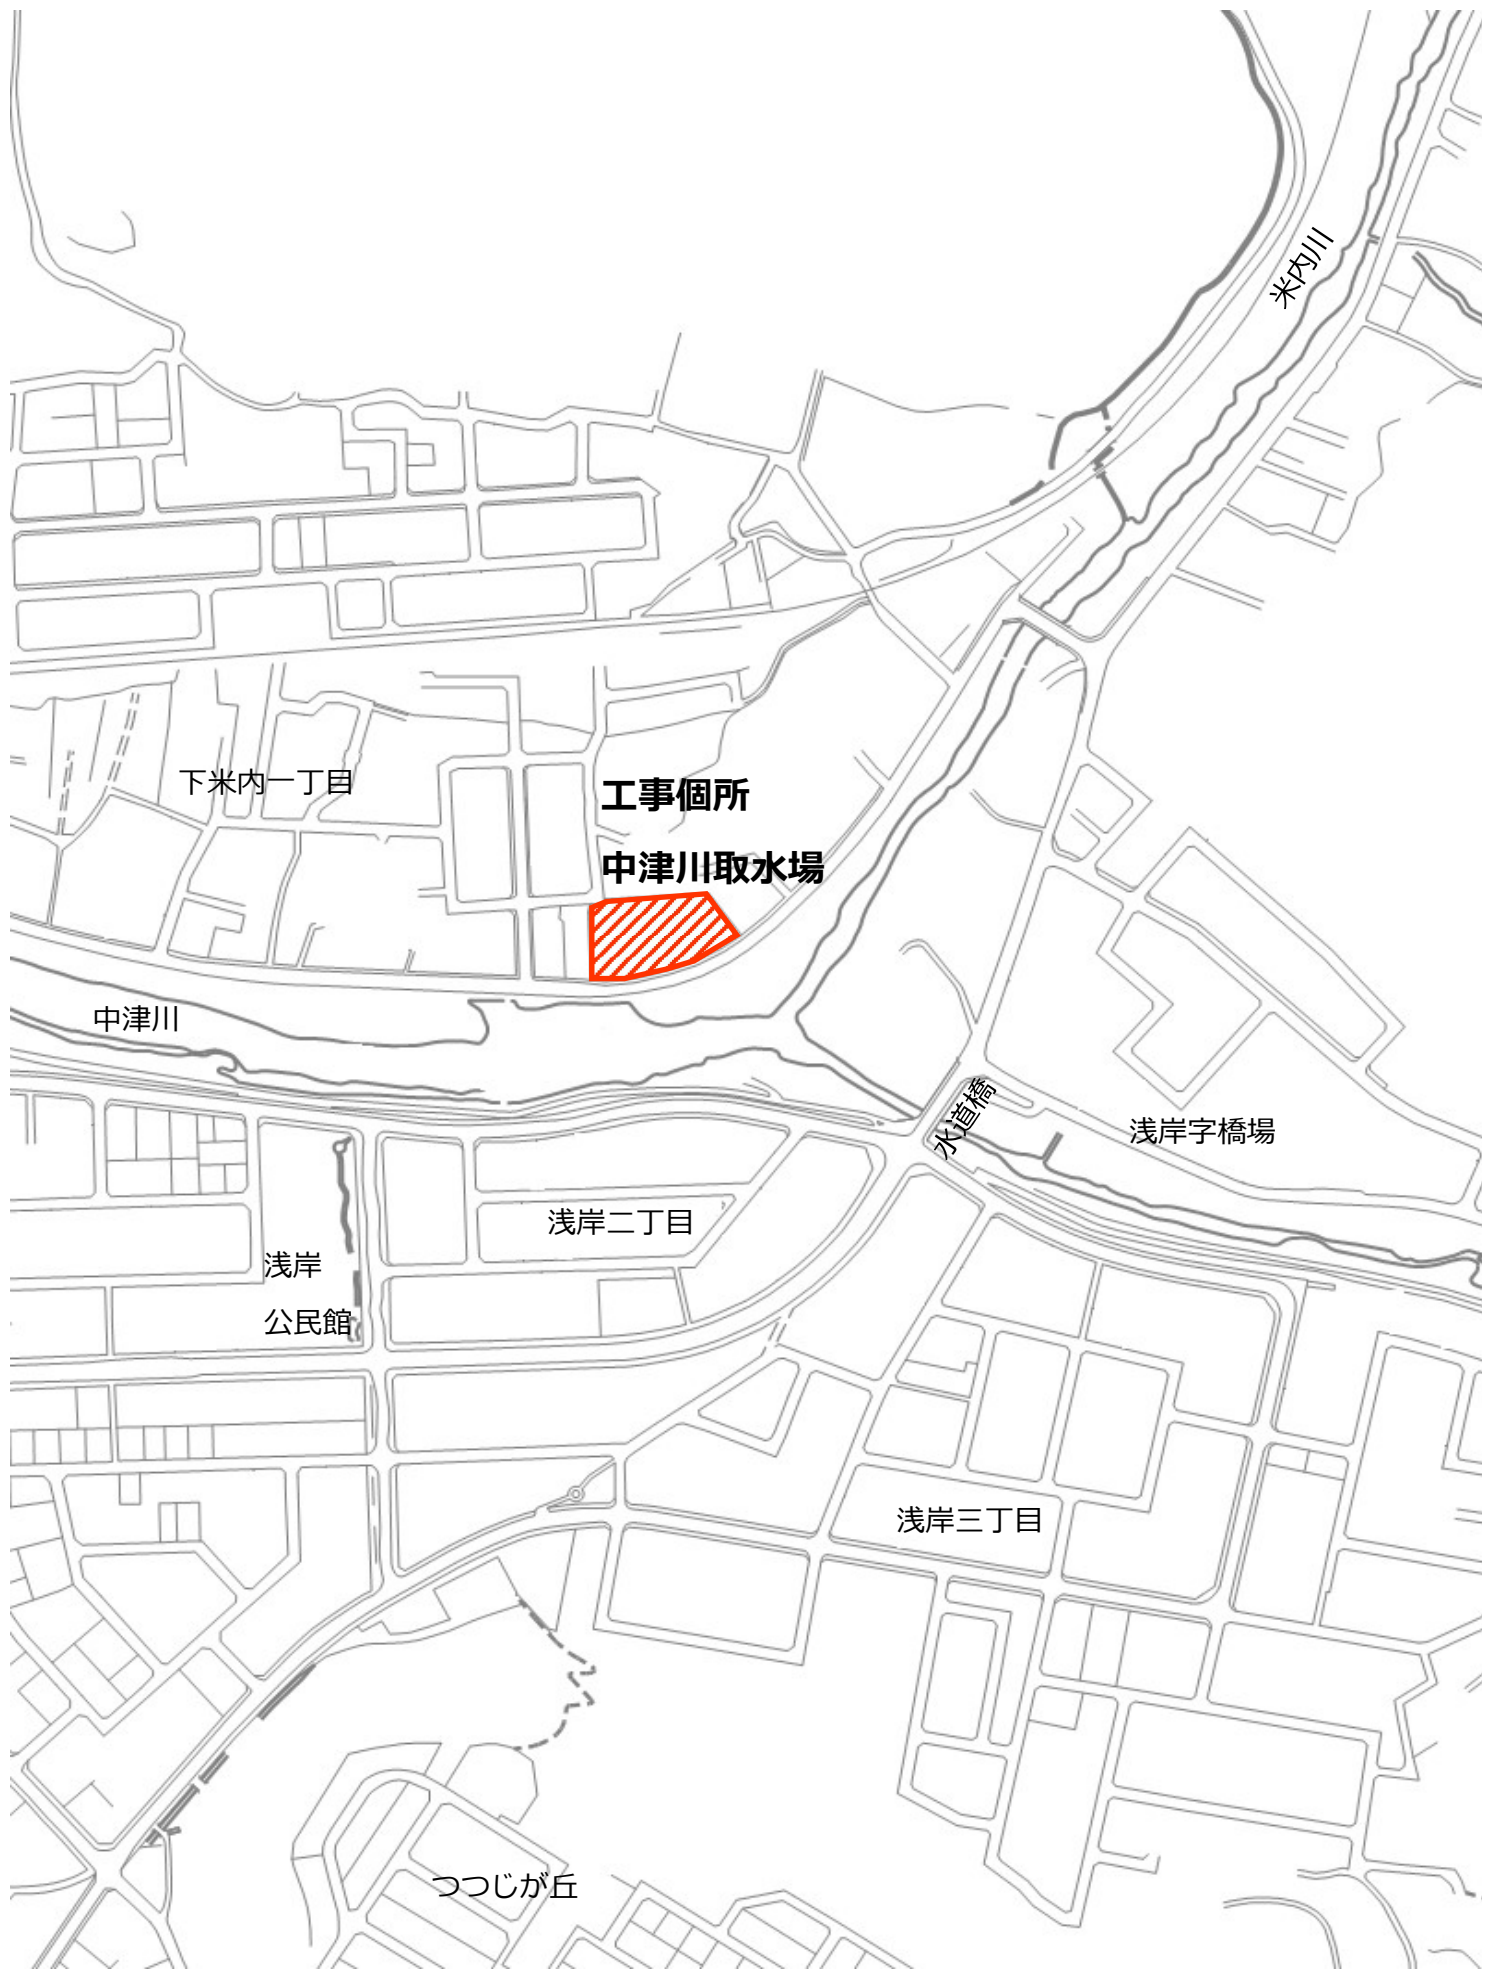 米内川
下米内一丁目
工事個所
中津川取水場
中津川
水道橋
浅岸字橋場
浅岸二丁目
浅岸
公民館
浅岸三丁目
つつじが丘